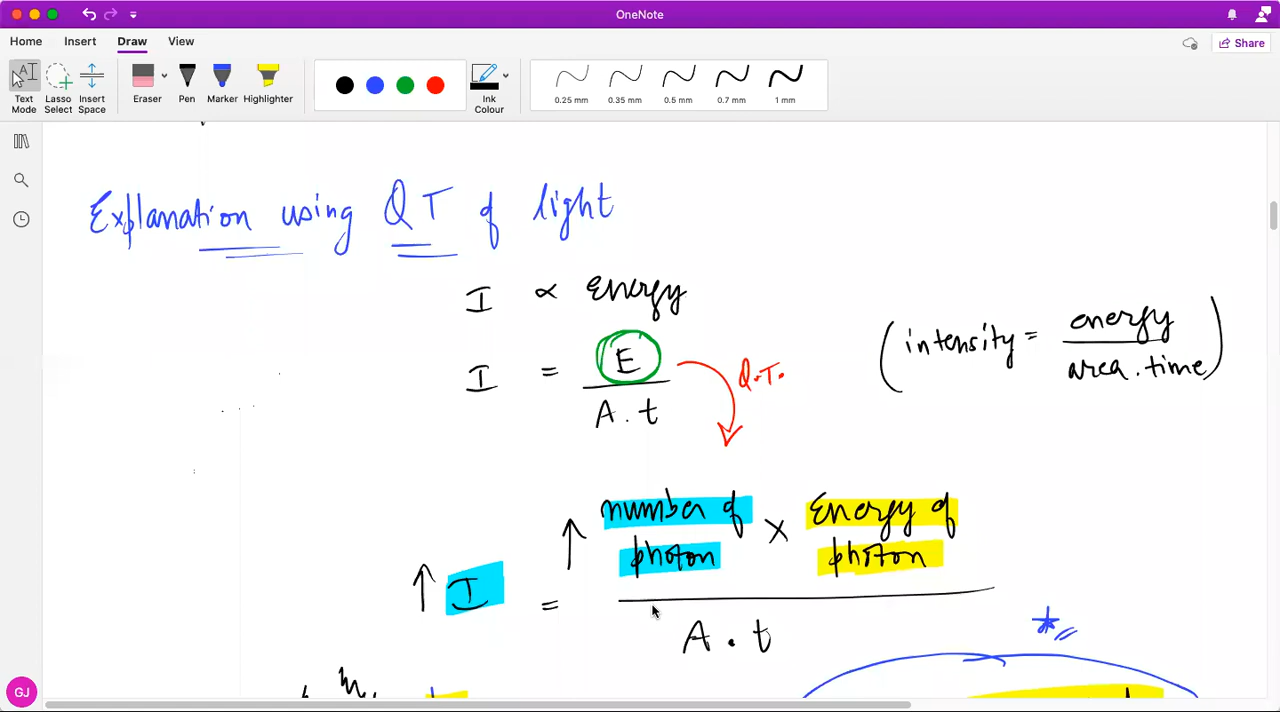 OneNote
Home Insert Draw View
Share
Text Mode
Lasso Select
Insert Space
Eraser
Pen
Marker
Highlighter
Ink Colour
0.25 mm 0.35 mm 0.5 mm 0.7 mm 1 mm
Explanation using QT of light
I ∝ energy
I = E / A . t
Q.T.
(intensity = energy / area . time)
↑ I = ↑ number of photon × Energy of photon / A . t
*
GJ